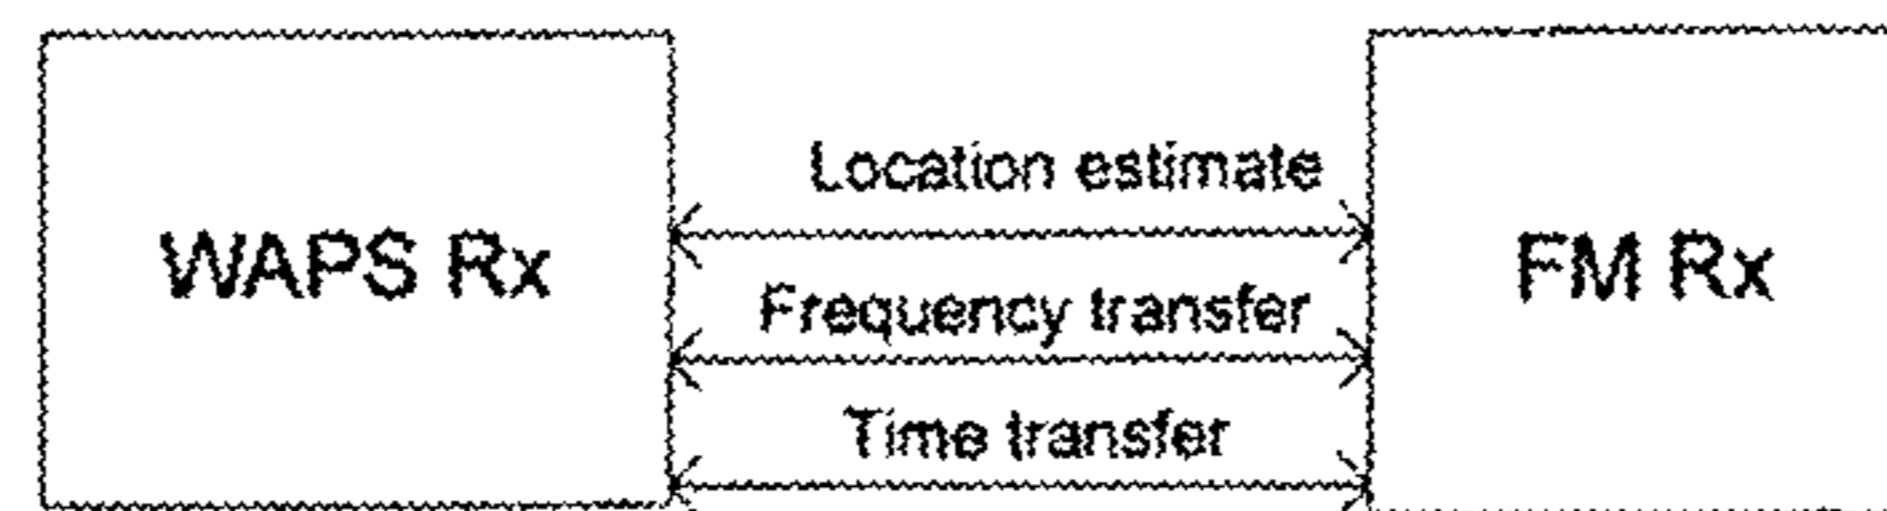 Location estimate
WAPS Rx
FM Rx
Frequency transfer
Time transfer